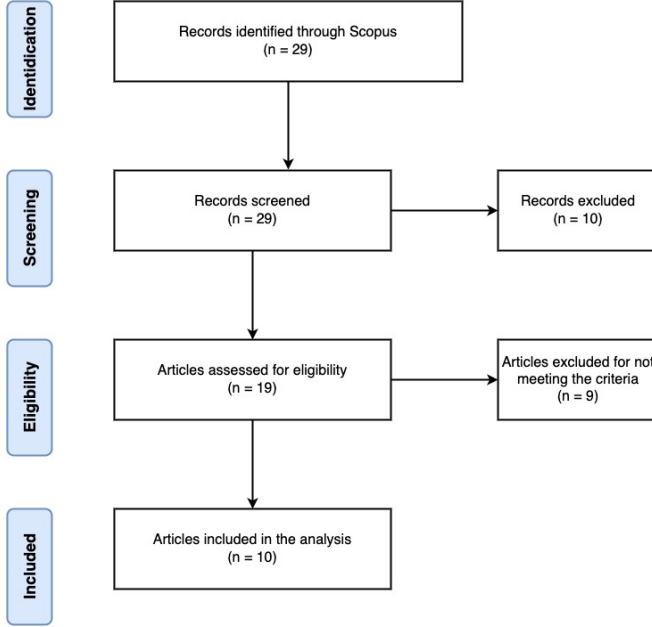 Identidication
Records identified through Scopus
(n = 29)
Screening
Records screened
(n = 29)
Records excluded
(n = 10)
Eligibility
Articles assessed for eligibility
(n = 19)
Articles excluded for not
meeting the criteria
(n = 9)
Included
Articles included in the analysis
(n = 10)